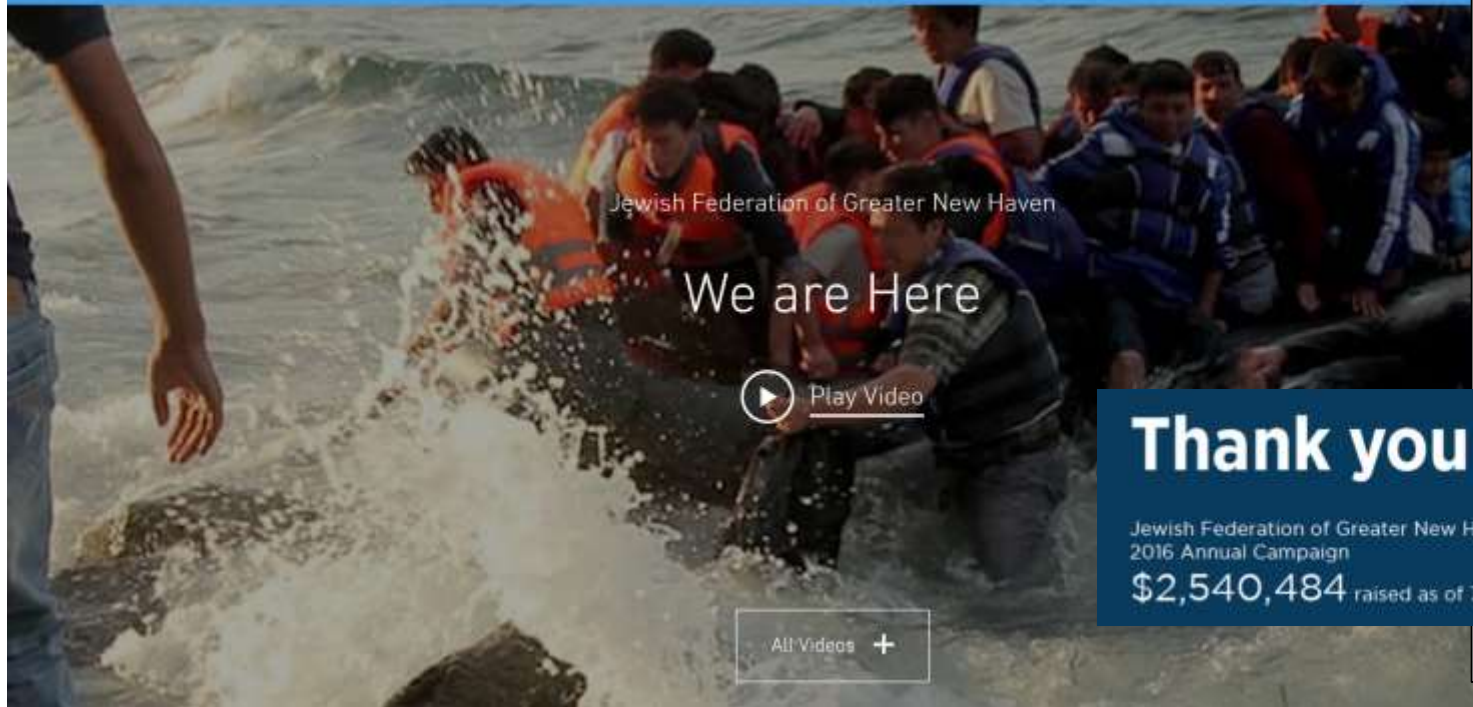 Jewish Federation of Greater New Haven
We are Here
Play Video
All Videos +
Thank you
Jewish Federation of Greater New
2016 Annual Campaign
$2,540,484 raised as of